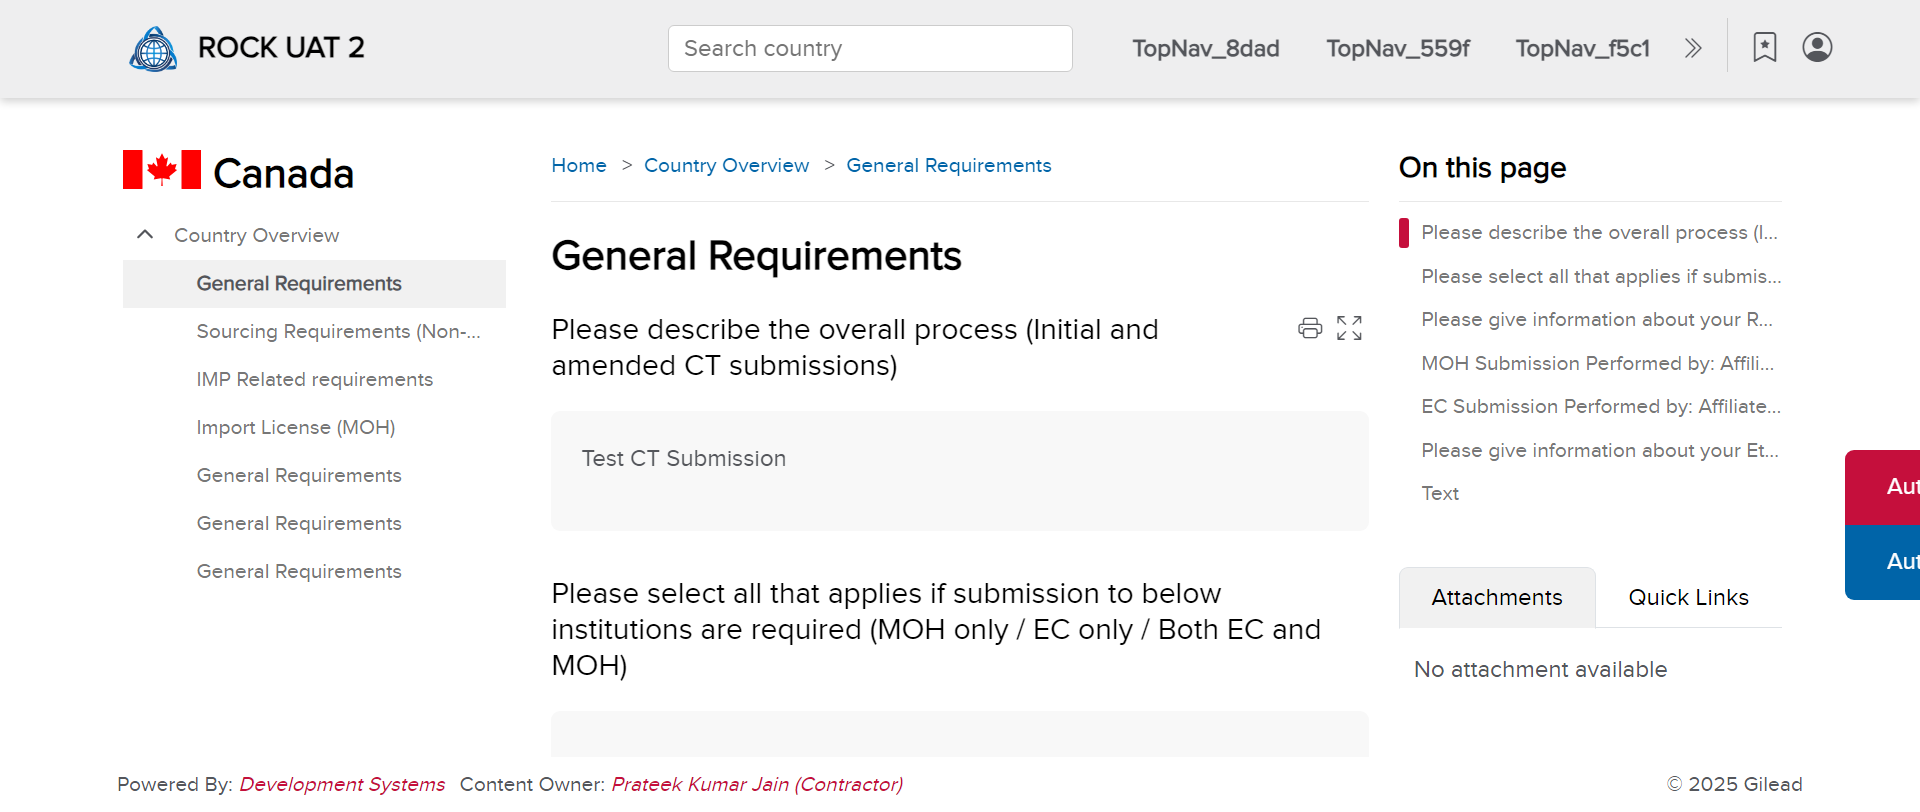 ROCK UAT 2
Search country
TopNav_8dad
TopNav_559f
TopNav_f5c1
Canada
Country Overview
General Requirements
Sourcing Requirements (Non-...
IMP Related requirements
Import License (MOH)
General Requirements
General Requirements
General Requirements
Home > Country Overview > General Requirements
General Requirements
Please describe the overall process (Initial and
amended CT submissions)
Test CT Submission
Please select all that applies if submission to below
institutions are required (MOH only / EC only / Both EC and
MOH)
On this page
Please describe the overall process (I...
Please select all that applies if submis...
Please give information about your R...
MOH Submission Performed by: Affili...
EC Submission Performed by: Affiliate...
Please give information about your Et...
Text
Attachments
Quick Links
No attachment available
Aut
Aut
Powered By: Development Systems Content Owner: Prateek Kumar Jain (Contractor)
© 2025 Gilead